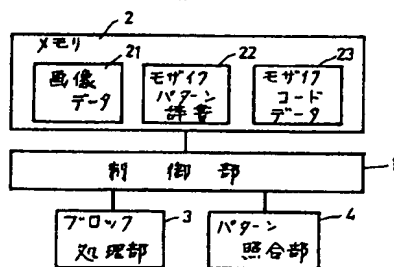 2
メモリ
21
画像
データ
22
モザイク
パターン
辞書
23
モザイク
コード
データ
制御部
ブロック
処理部
3
パターン
照合部
4